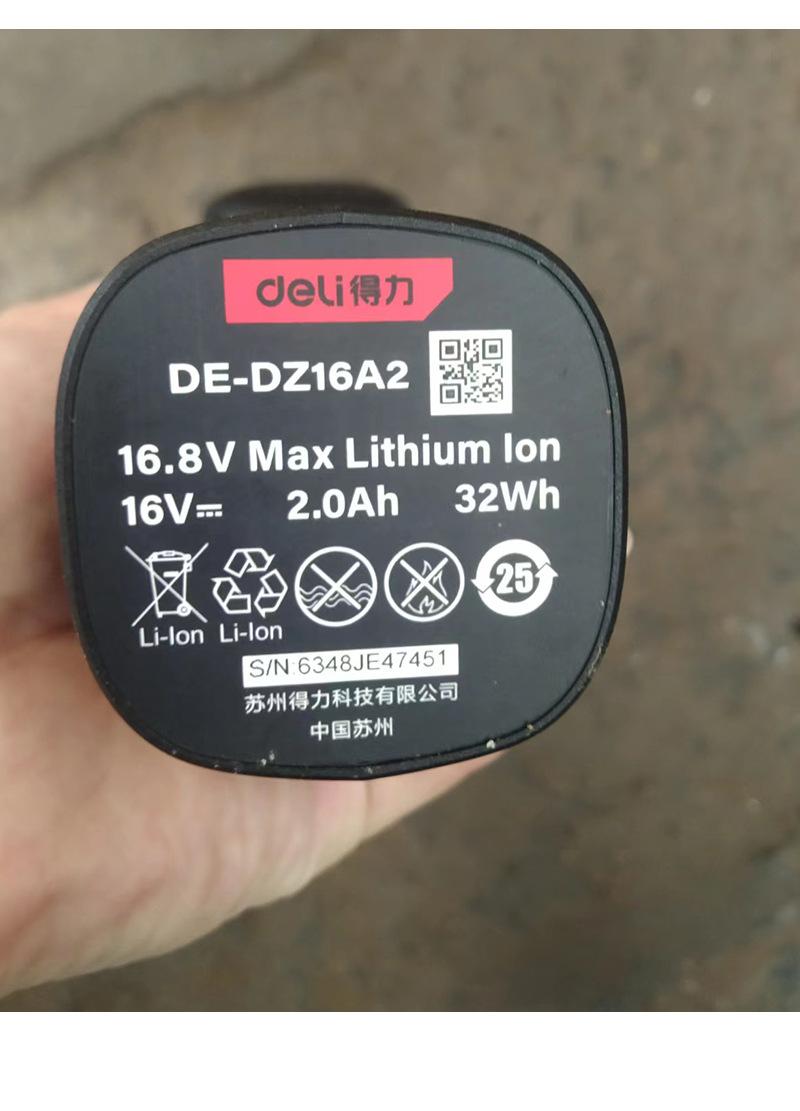 deli得力
DE-DZ16A2
16.8V Max Lithium Ion
16V⎓ 2.0Ah 32Wh
25
Li-Ion Li-Ion
S/N:6348JE47451
苏州得力科技有限公司
中国苏州